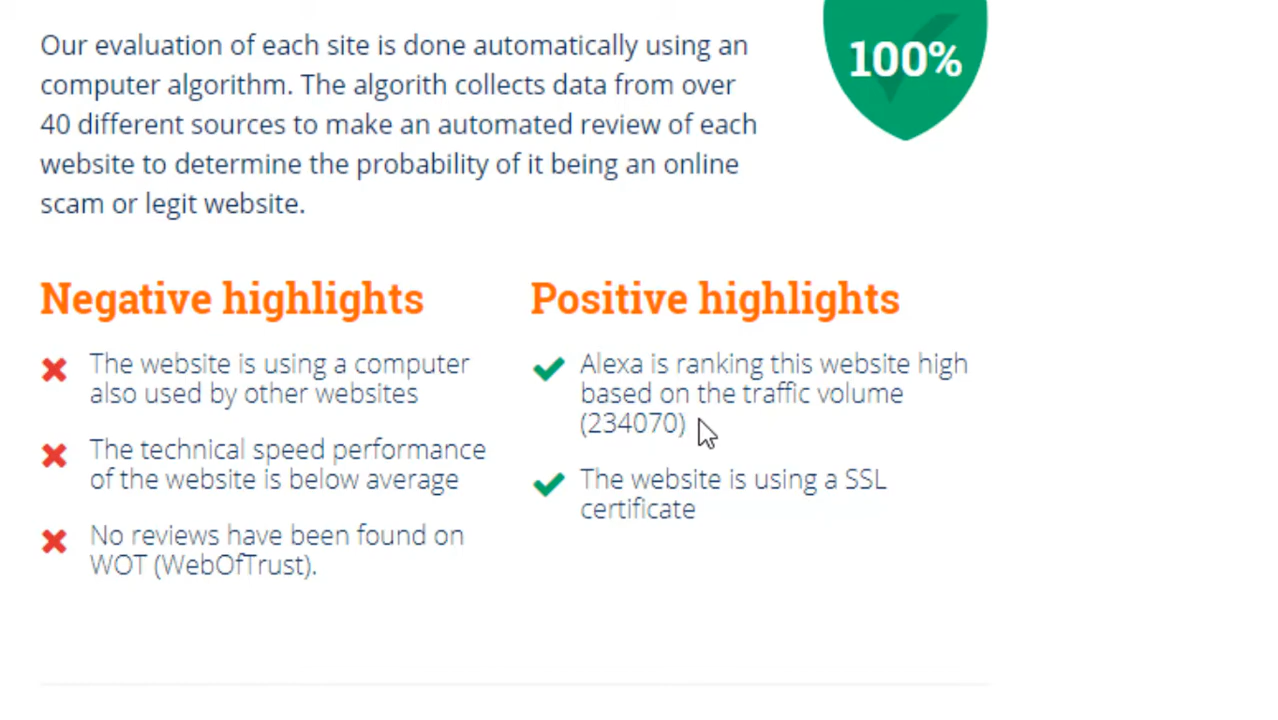 Our evaluation of each site is done automatically using an
computer algorithm. The algorith collects data from over
40 different sources to make an automated review of each
website to determine the probability of it being an online
scam or legit website.
100%
Negative highlights
The website is using a computer
also used by other websites
The technical speed performance
of the website is below average
No reviews have been found on
WOT (WebOfTrust).
Positive highlights
Alexa is ranking this website high
based on the traffic volume
(234070)
The website is using a SSL
certificate